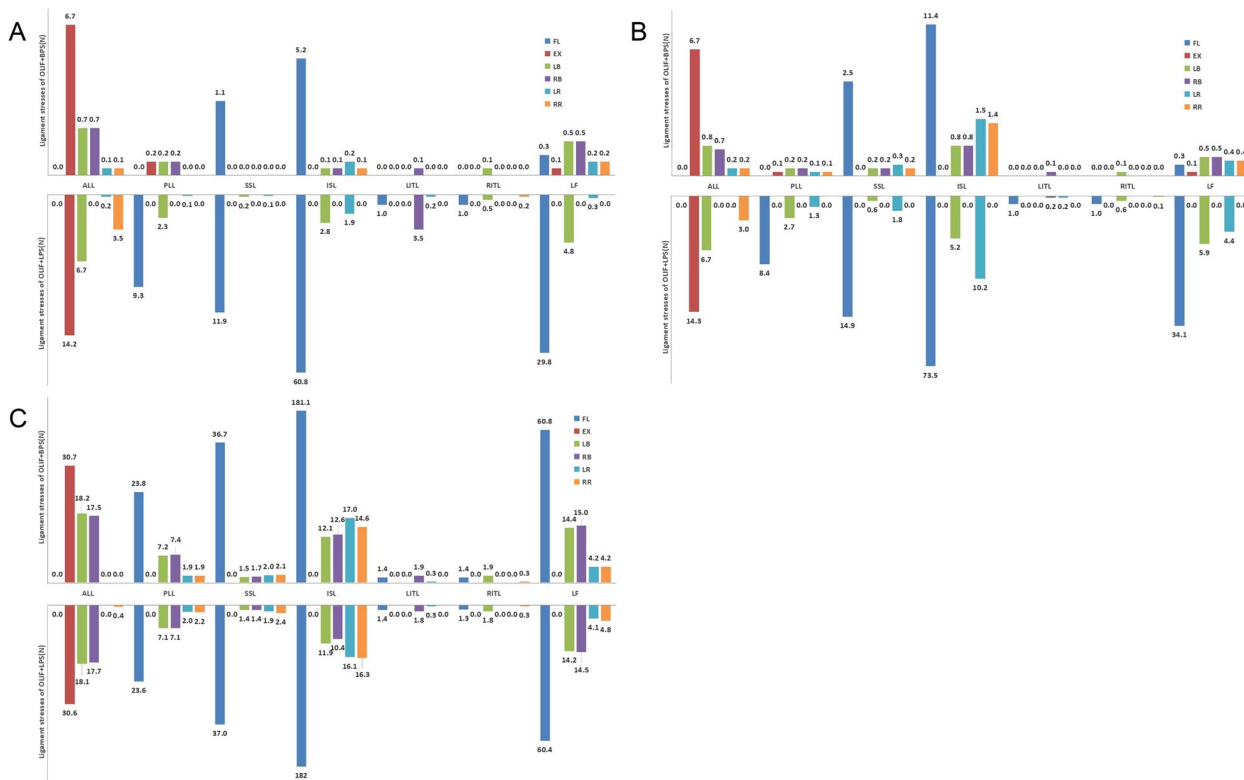 A
Ligament stresses of OLIF+BPS(N)
FL
EX
LB
RB
LR
RR
0.0 6.7 0.7 0.7 0.1 0.1 0.0 0.2 0.2 0.2 0.0 0.0 1.1 0.0 0.0 0.0 0.0 0.0 5.2 0.0 0.1 0.1 0.2 0.1 0.0 0.0 0.0 0.1 0.0 0.0 0.0 0.0 0.1 0.0 0.0 0.0 0.3 0.1 0.5 0.5 0.2 0.2
ALL PLL SSL ISL LITL RITL LF
Ligament stresses of OLIF+LPS(N)
0.0 14.2 6.7 0.0 0.2 3.5 9.3 0.0 2.3 0.0 0.1 0.0 11.9 0.0 0.2 0.0 0.1 0.0 60.8 0.0 2.8 0.0 1.9 0.0 1.0 0.0 0.0 3.5 0.2 0.0 1.0 0.0 0.5 0.0 0.0 0.2 29.8 0.0 4.8 0.0 0.3 0.0
B
Ligament stresses of OLIF+BPS(N)
FL
EX
LB
RB
LR
RR
0.0 6.7 0.8 0.7 0.2 0.2 0.0 0.1 0.2 0.2 0.1 0.1 2.5 0.0 0.2 0.2 0.3 0.2 11.4 0.0 0.8 0.8 1.5 1.4 0.0 0.0 0.0 0.1 0.0 0.0 0.0 0.0 0.1 0.0 0.0 0.0 0.3 0.1 0.5 0.5 0.4 0.4
ALL PLL SSL ISL LITL RITL LF
Ligament stresses of OLIF+LPS(N)
0.0 14.3 6.7 0.0 0.0 3.0 8.4 0.0 2.7 0.0 1.3 0.0 14.9 0.0 0.6 0.0 1.8 0.0 73.5 0.0 5.2 0.0 10.2 0.0 1.0 0.0 0.0 0.2 0.2 0.0 1.0 0.0 0.6 0.0 0.0 0.1 34.1 0.0 5.9 0.0 4.4 0.0
C
Ligament stresses of OLIF+BPS(N)
FL
EX
LB
RB
LR
RR
0.0 30.7 18.2 17.5 0.0 0.0 23.8 0.0 7.2 7.4 1.9 1.9 36.7 0.0 1.5 1.7 2.0 2.1 181.1 0.0 12.1 12.6 17.0 14.6 1.4 0.0 0.0 1.9 0.3 0.0 1.4 0.0 1.9 0.0 0.0 0.3 60.8 0.0 14.4 15.0 4.2 4.2
ALL PLL SSL ISL LITL RITL LF
Ligament stresses of OLIF+LPS(N)
0.0 30.6 18.1 17.7 0.0 0.4 23.6 0.0 7.1 7.1 2.0 2.2 37.0 0.0 1.4 1.4 1.9 2.4 182 0.0 11.9 10.4 16.1 16.3 1.4 0.0 0.0 1.8 0.3 0.0 1.3 0.0 1.8 0.0 0.0 0.3 60.4 0.0 14.2 14.5 4.1 4.8